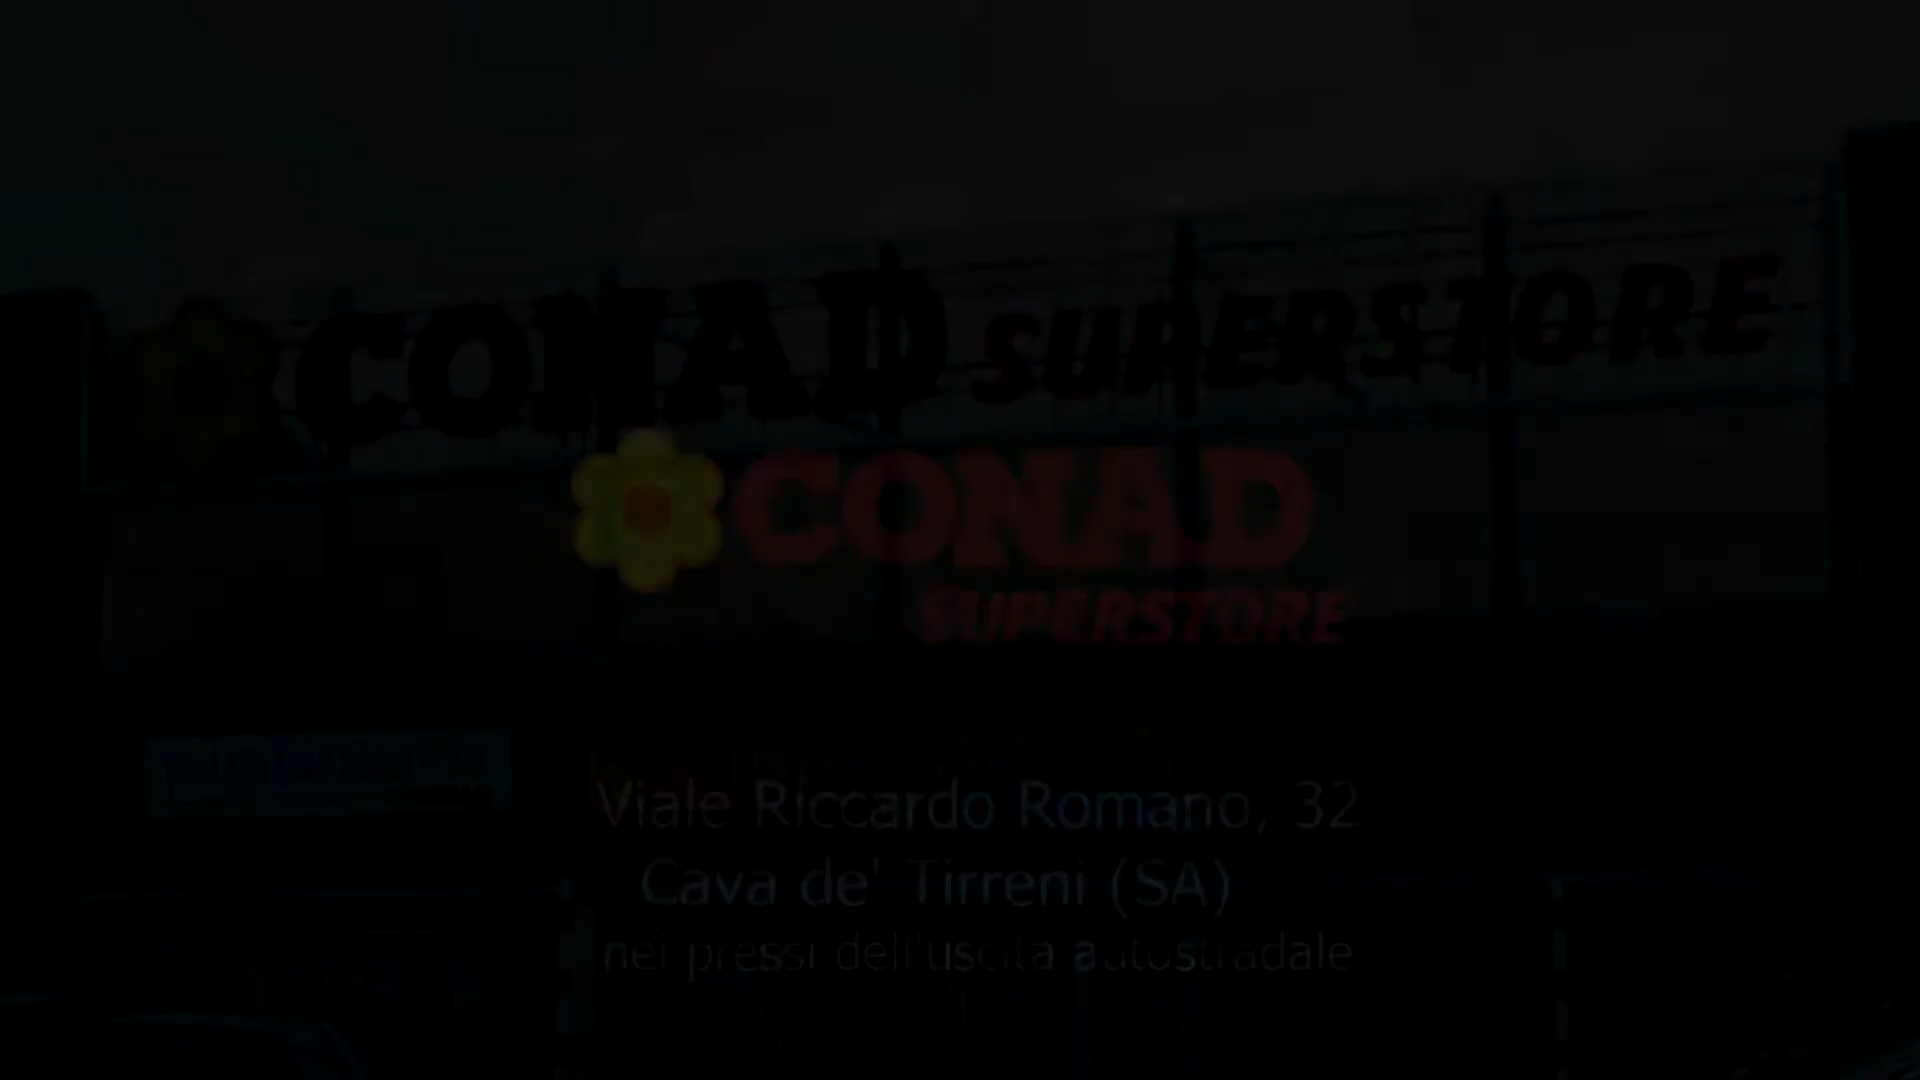 CONAD SUPERSTORE
CONAD
SUPERSTORE
Viale Riccardo Romano, 32
Cava de' Tirreni (SA)
nei pressi dell'uscita autostradale